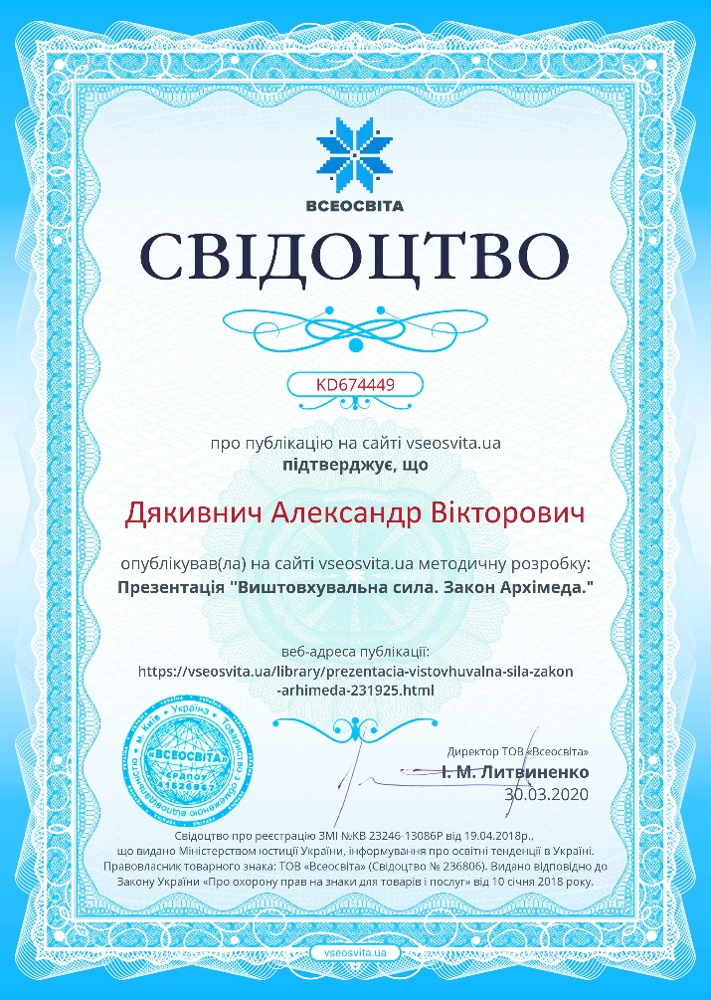 ВСЕОСВІТА
СВІДОЦТВО
KD674449
про публікацію на сайті vseosvita.ua
підтверджує, що
Дякивнич Александр Вікторович
опублікував(ла) на сайті vseosvita.ua методичну розробку:
Презентація "Виштовхувальна сила. Закон Архімеда."
веб-адреса публікації:
https://vseosvita.ua/library/prezentacia-vistovhuvalna-sila-zakon
-arhimeda-231925.html
м. Київ * Україна * Товариство з обмеженою відповідальністю
«ВСЕОСВІТА»
ЄРДПОУ
41526967
Директор ТОВ «Всеосвіта»
І. М. Литвиненко
30.03.2020
Свідоцтво про реєстрацію ЗМІ №КВ 23246-13086Р від 19.04.2018р.,
що видано Міністерством юстиції України, інформування про освітні тенденції в Україні.
Правовласник товарного знака: ТОВ «Всеосвіта» (Свідоцтво № 236806). Видано відповідно до
Закону України «Про охорону прав на знаки для товарів і послуг» від 10 січня 2018 року.
vseosvita.ua